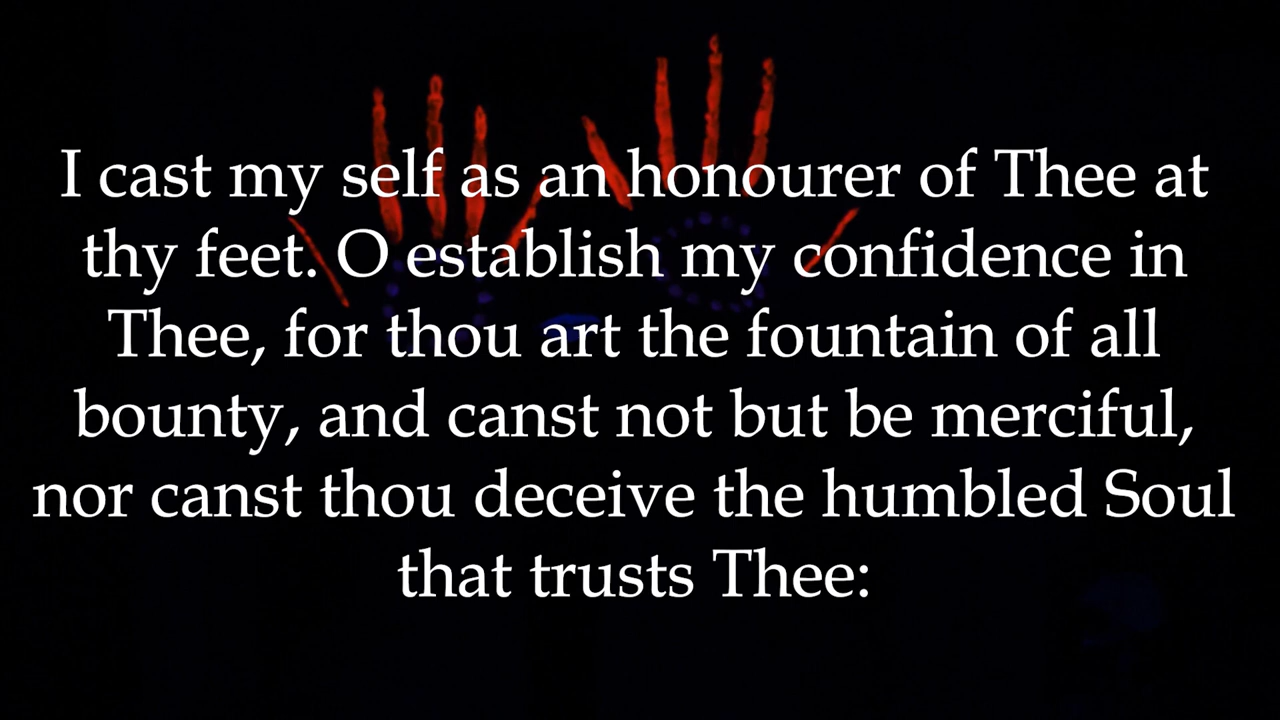 I cast my self as an honourer of Thee at
thy feet. O establish my confidence in
Thee, for thou art the fountain of all
bounty, and canst not but be merciful,
nor canst thou deceive the humbled Soul
that trusts Thee: